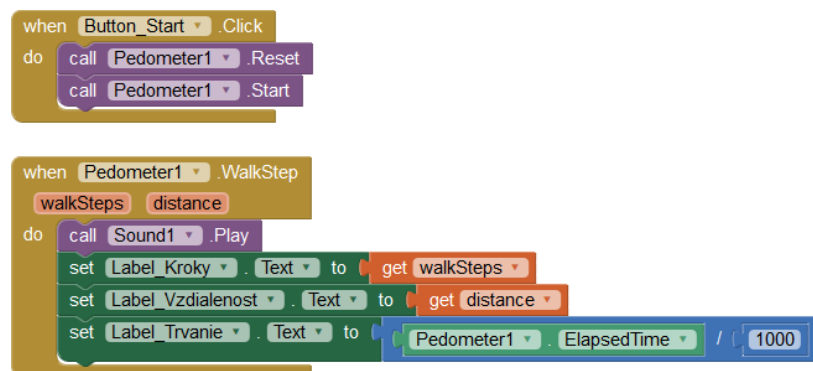 when Button_Start .Click
do call Pedometer1 .Reset
call Pedometer1 .Start
when Pedometer1 .WalkStep
walkSteps distance
do call Sound1 .Play
set Label_Kroky . Text to get walkSteps
set Label_Vzdialenost . Text to get distance
set Label_Trvanie . Text to Pedometer1 . ElapsedTime / 1000